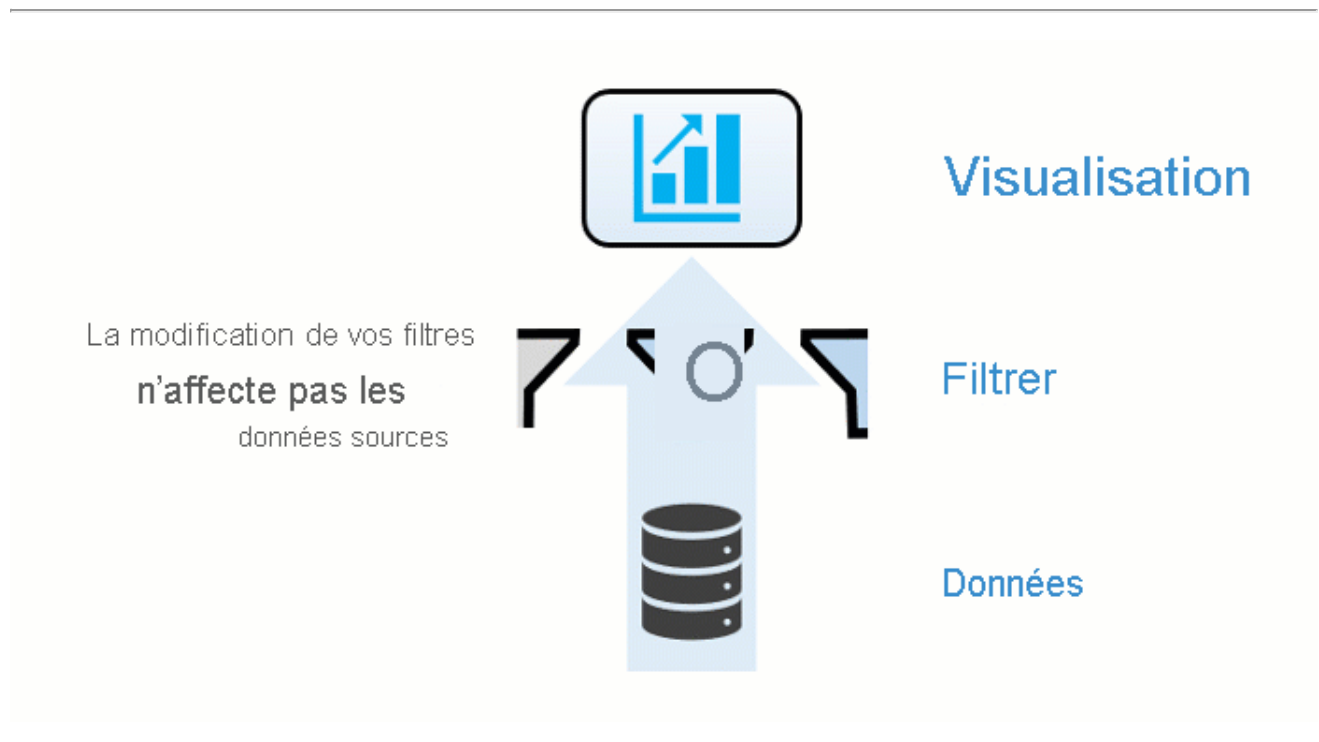 Visualisation
La modification de vos filtres
n'affecte pas les
données sources
Filtrer
Données